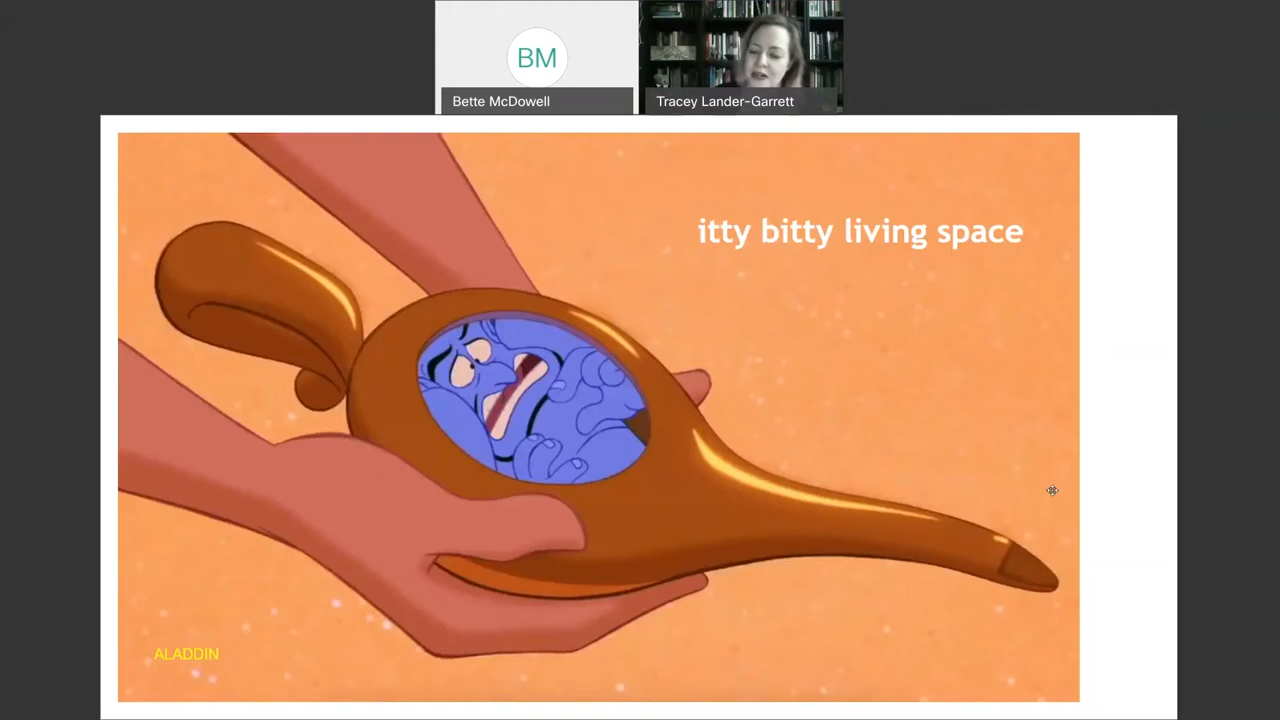 BM
Bette McDowell
Tracey Lander-Garrett
itty bitty living space
ALADDIN